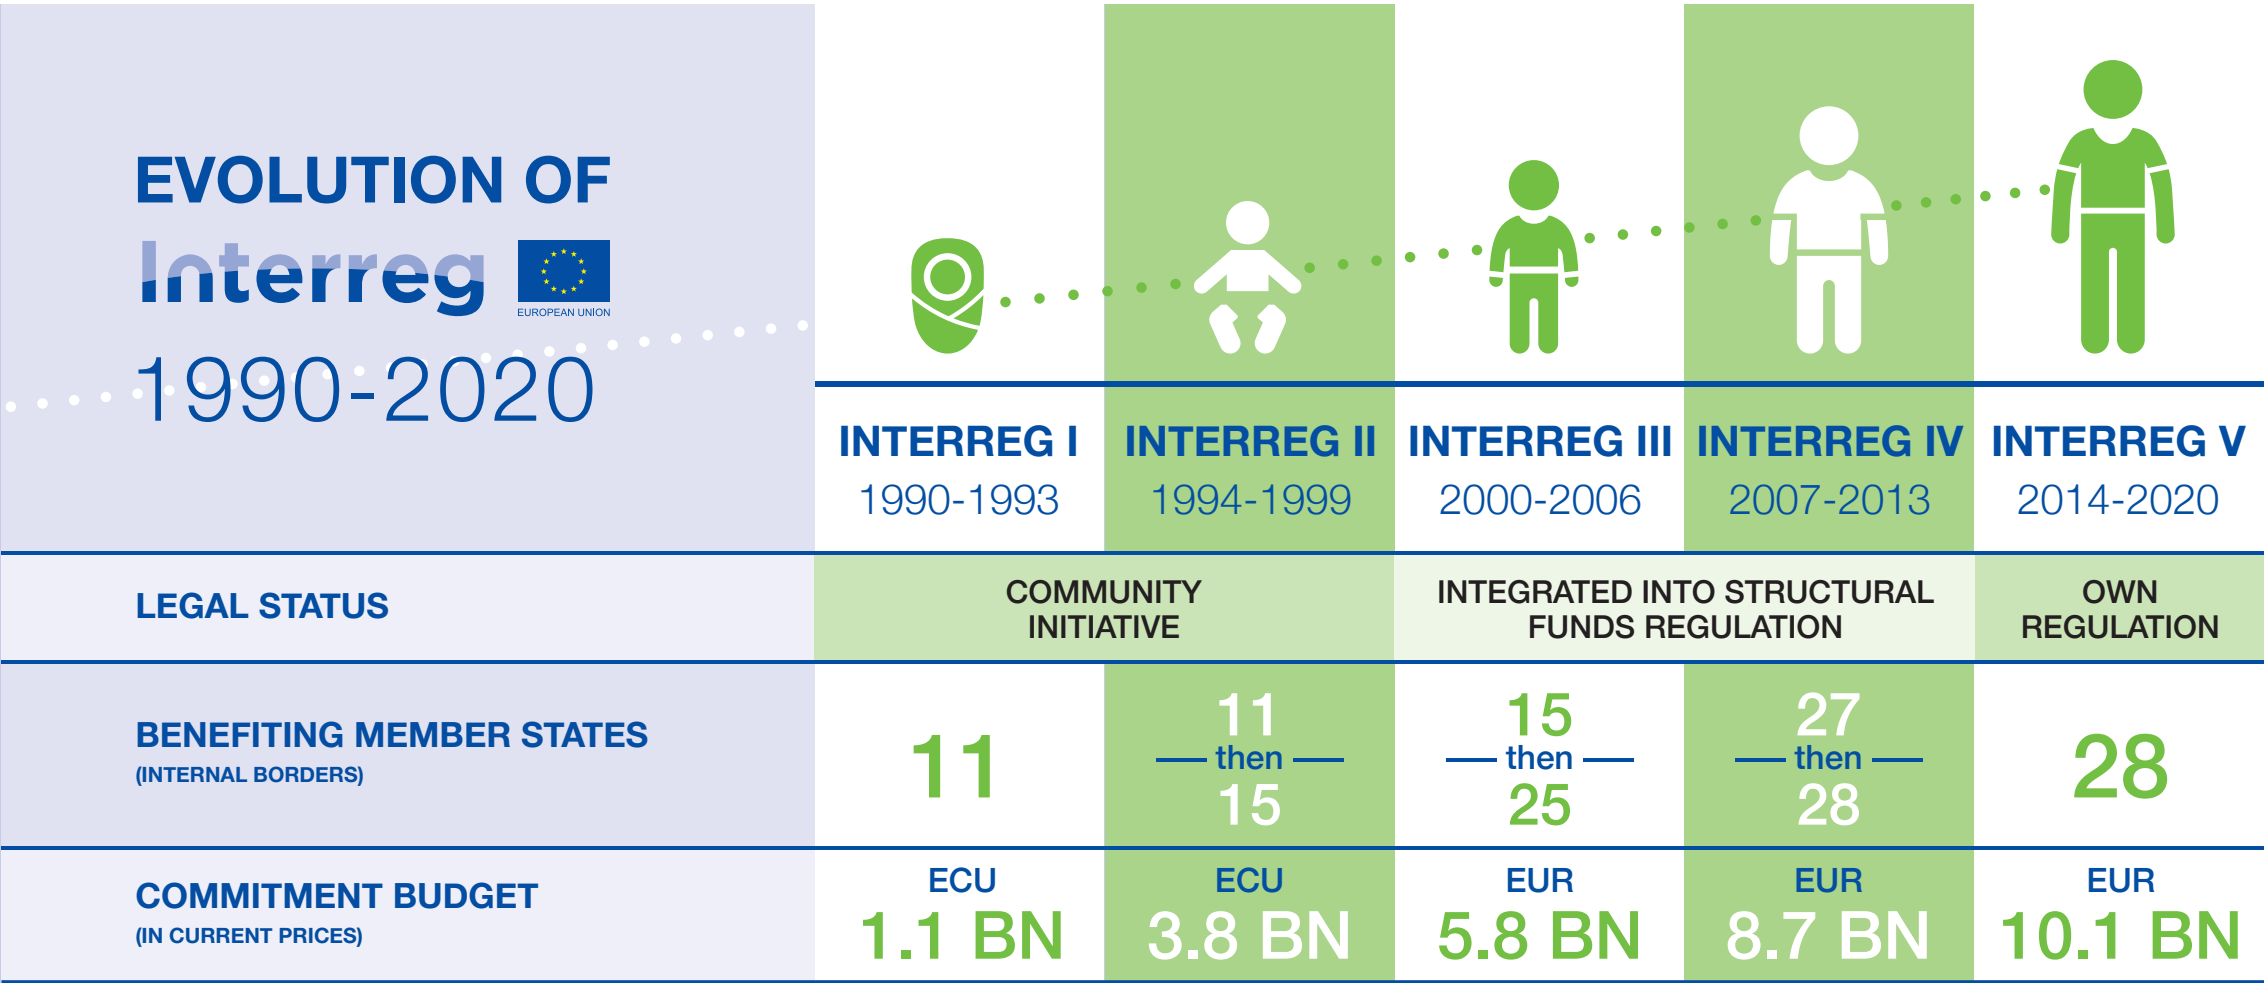 EVOLUTION OF
Interreg
EUROPEAN UNION
1990-2020
INTERREG I
1990-1993
INTERREG II
1994-1999
INTERREG III
2000-2006
INTERREG IV
2007-2013
INTERREG V
2014-2020
LEGAL STATUS
COMMUNITY
INITIATIVE
INTEGRATED INTO STRUCTURAL
FUNDS REGULATION
OWN
REGULATION
BENEFITING MEMBER STATES
(INTERNAL BORDERS)
11
11
then
15
15
then
25
27
then
28
28
COMMITMENT BUDGET
(IN CURRENT PRICES)
ECU
1.1 BN
ECU
3.8 BN
EUR
5.8 BN
EUR
8.7 BN
EUR
10.1 BN